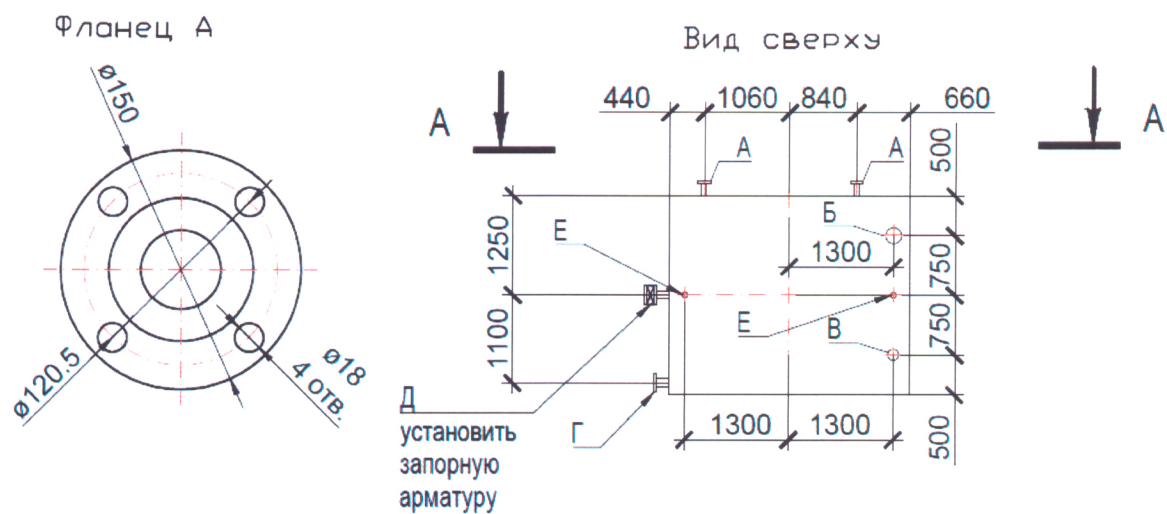 Фланец А
ø150
ø120.5
ø18
4 отв.
Вид сверху
А
А
440
1060
840
660
А
А
500
Б
1250
Е
1300
750
Е
В
750
1100
Д
установить
запорную
арматуру
Г
1300
1300
500